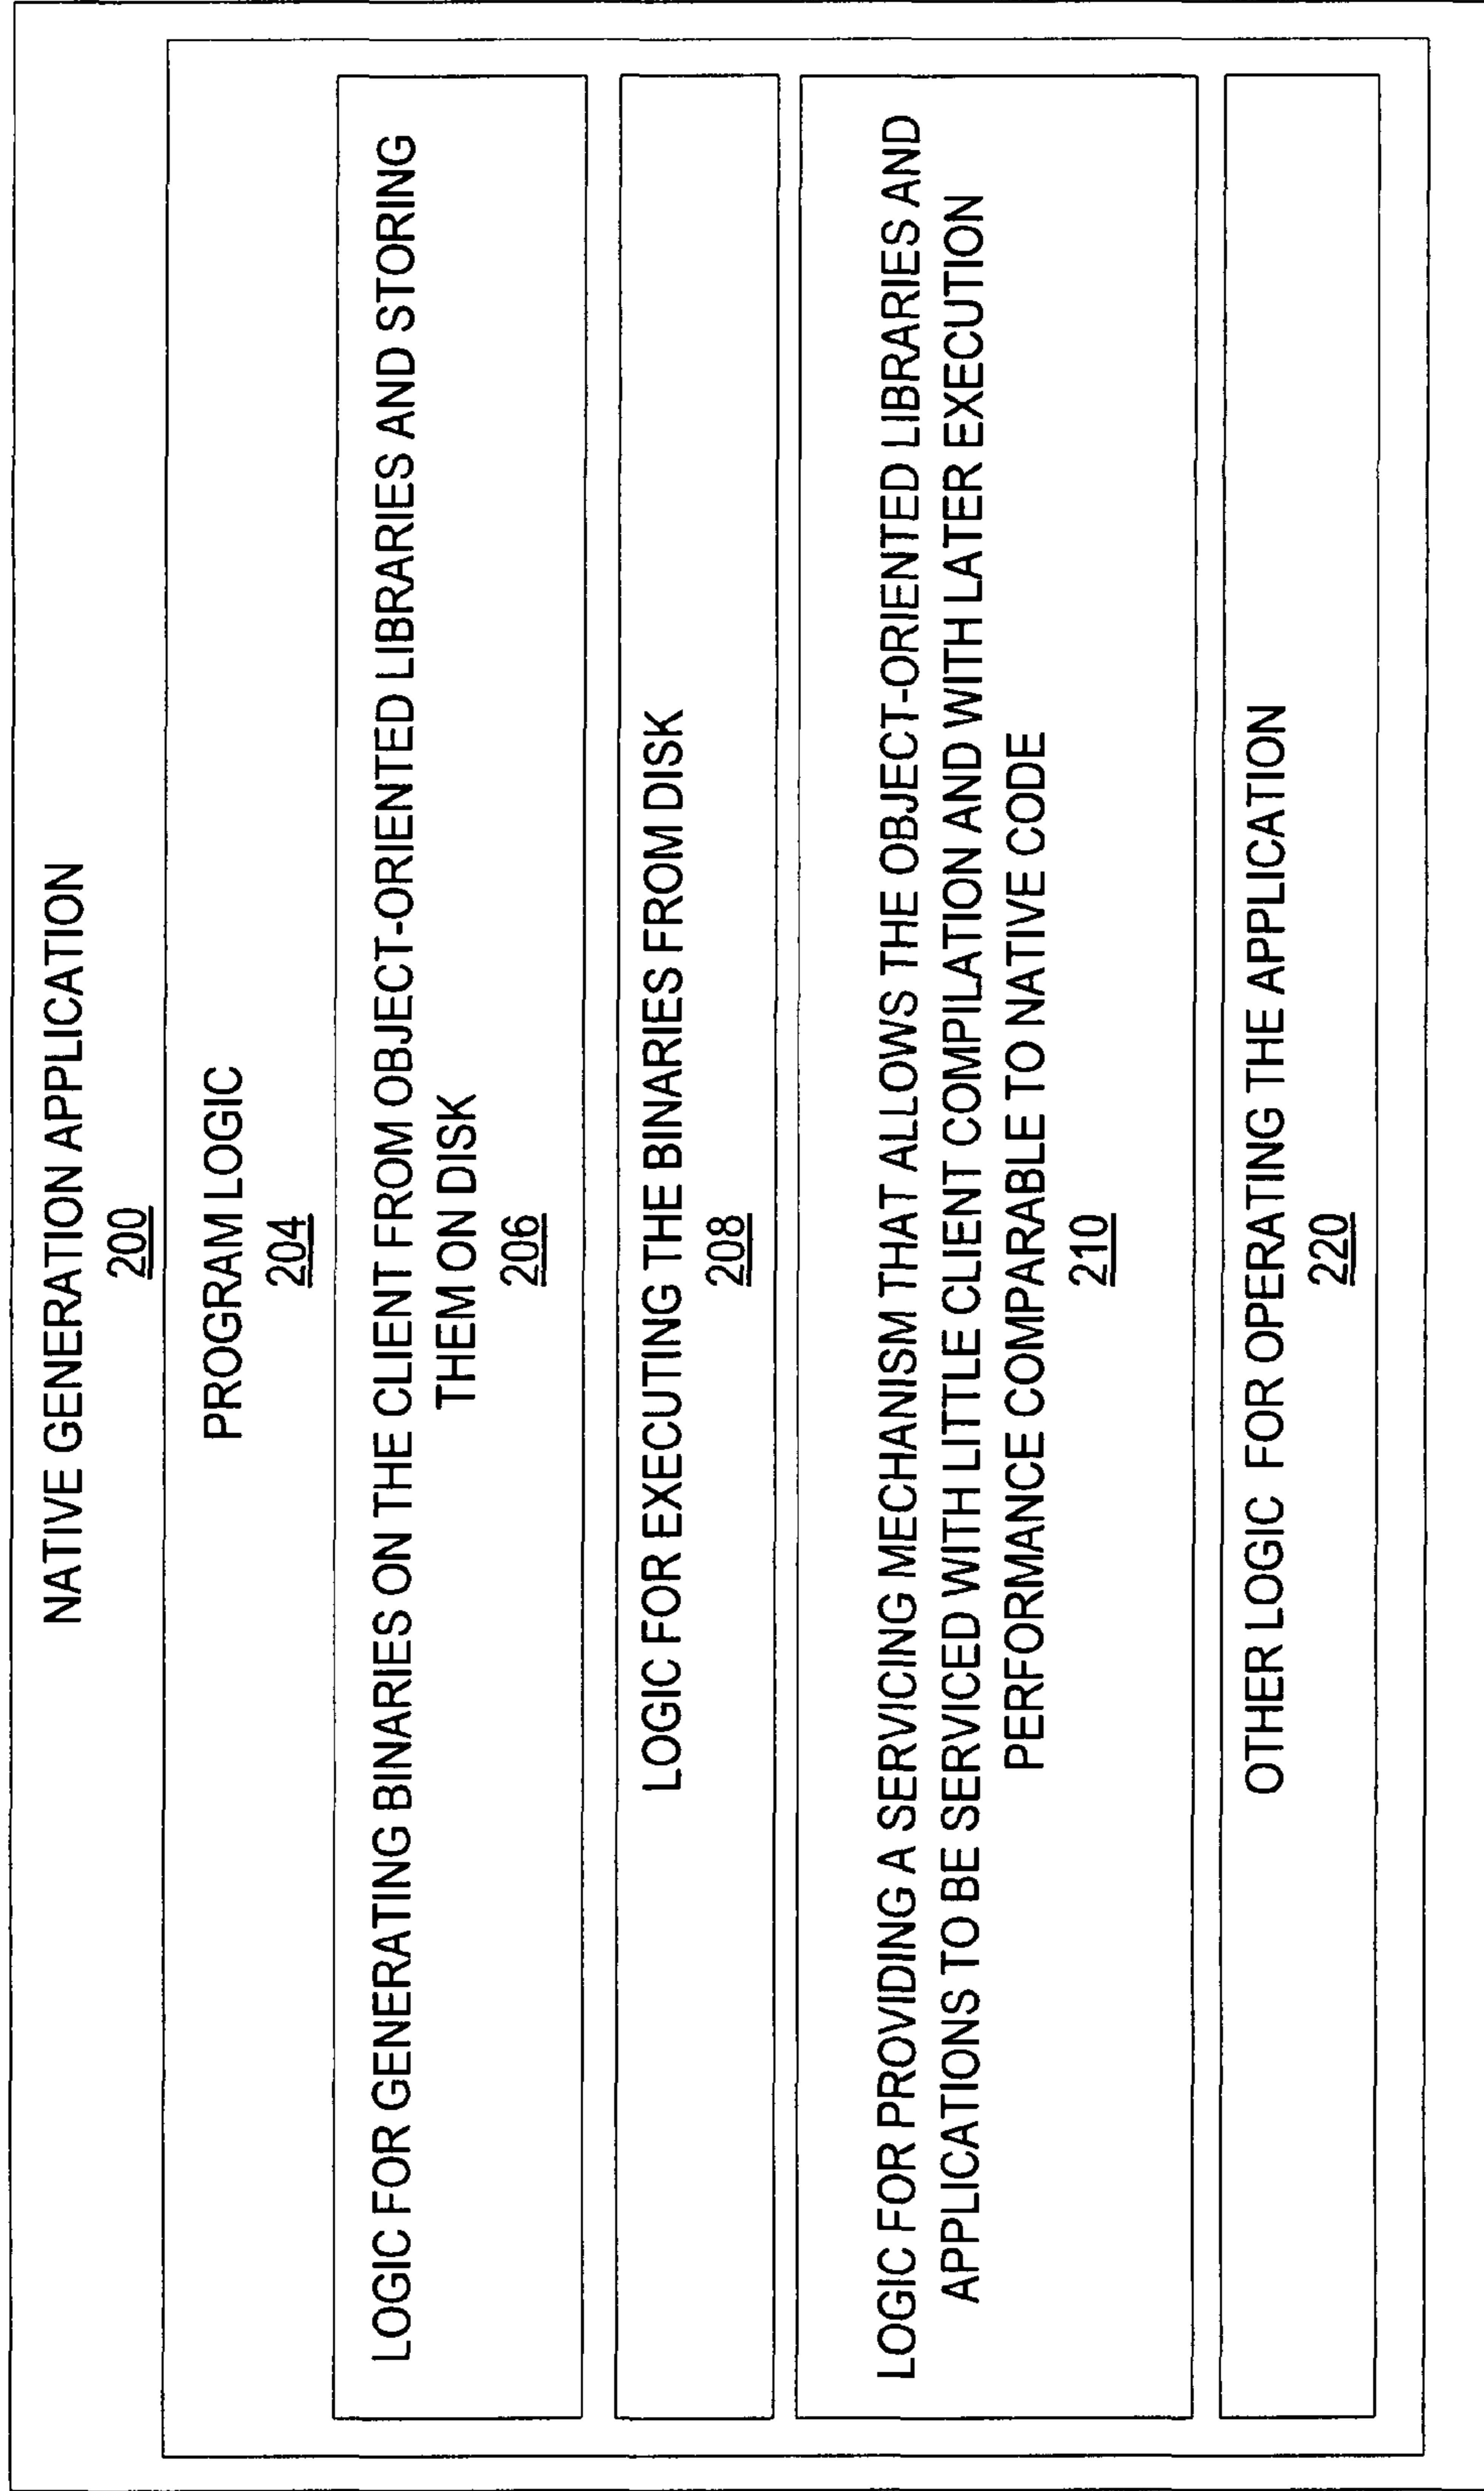 NATIVE GENERATION APPLICATION
200
PROGRAM LOGIC
204
LOGIC FOR GENERATING BINARIES ON THE CLIENT FROM OBJECT-ORIENTED LIBRARIES AND STORING
THEM ON DISK
206
LOGIC FOR EXECUTING THE BINARIES FROM DISK
208
LOGIC FOR PROVIDING A SERVICING MECHANISM THAT ALLOWS THE OBJECT-ORIENTED LIBRARIES AND
APPLICATIONS TO BE SERVICED WITH LITTLE CLIENT COMPILATION AND WITH LATER EXECUTION
PERFORMANCE COMPARABLE TO NATIVE CODE
210
OTHER LOGIC FOR OPERATING THE APPLICATION
220